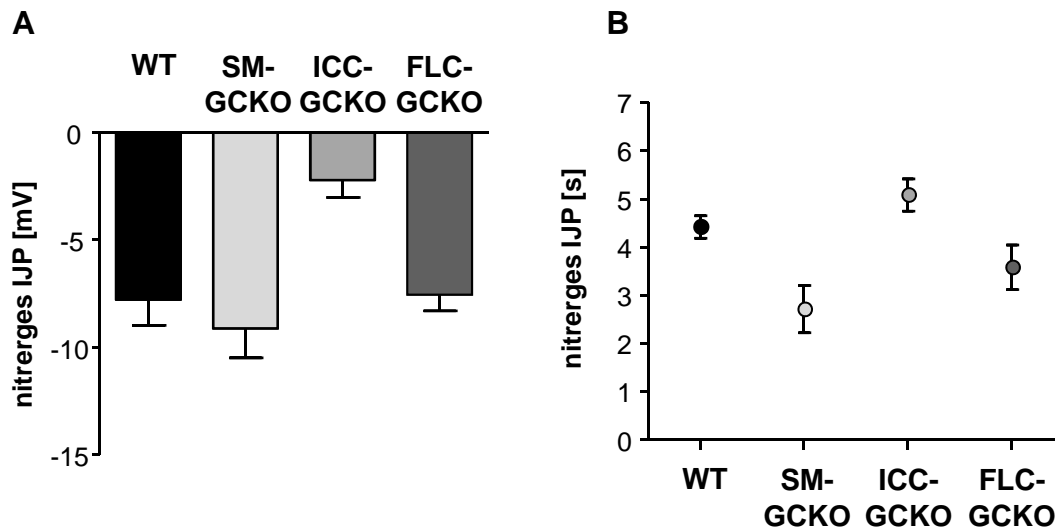 A
WT
SM-
GCKO
ICC-
GCKO
FLC-
GCKO
nitrerges IJP [mV]
0
-5
-10
-15
B
nitrerges IJP [s]
7
6
5
4
3
2
1
0
WT
SM-
GCKO
ICC-
GCKO
FLC-
GCKO